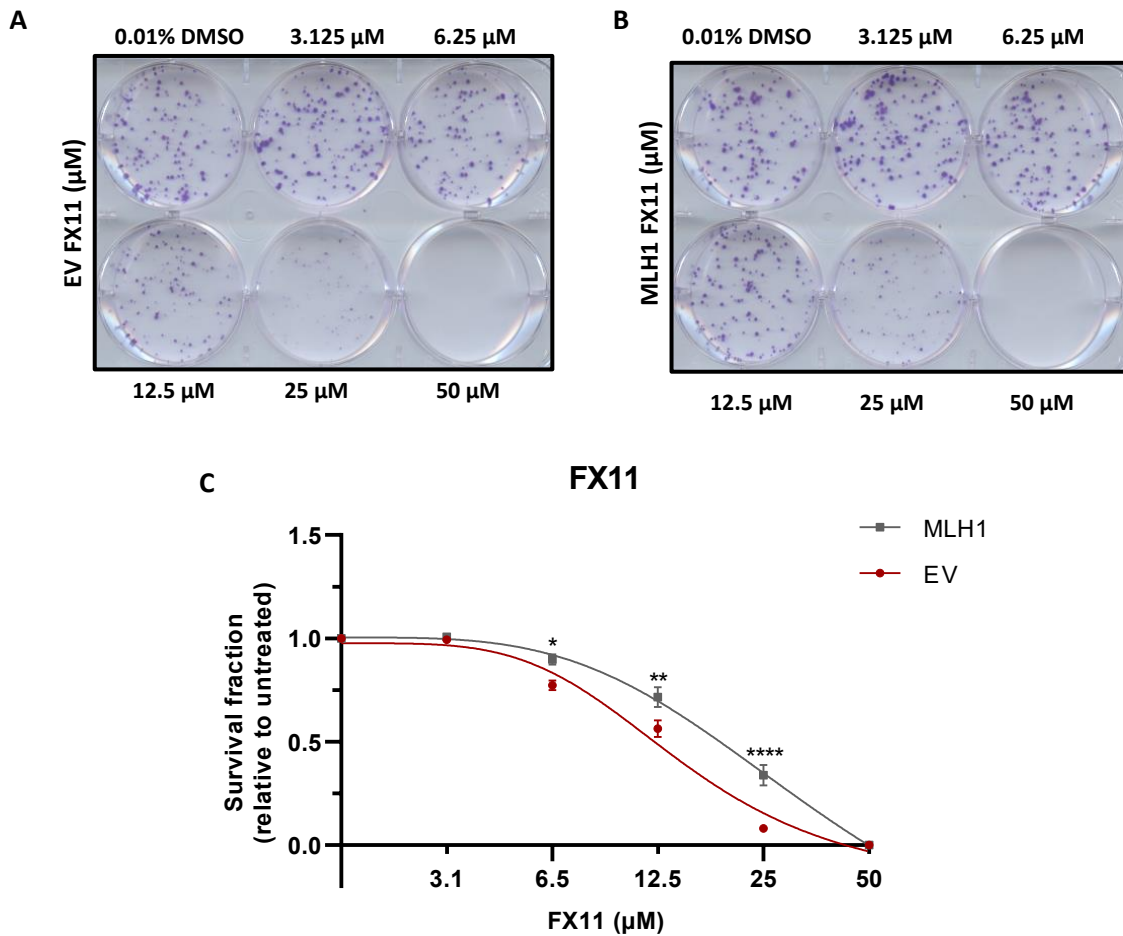 A
0.01% DMSO 3.125 µM 6.25 µM
EV FX11 (µM)
12.5 µM 25 µM 50 µM
B
0.01% DMSO 3.125 µM 6.25 µM
MLH1 FX11 (µM)
12.5 µM 25 µM 50 µM
C
FX11
MLH1
EV
Survival fraction
(relative to untreated)
1.5
1.0
0.5
0.0
*
**
****
3.1 6.5 12.5 25 50
FX11 (µM)